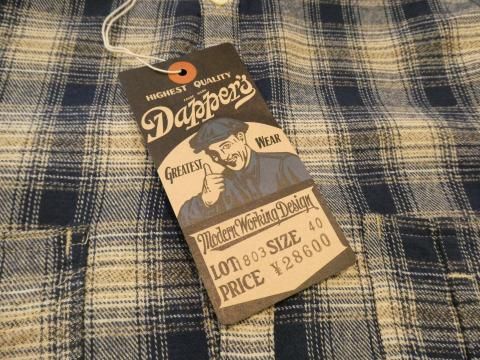 HIGHEST QUALITY
Dapper's
GREATEST WEAR
Modern Working Design
LOT 803 SIZE 40
PRICE ¥28600